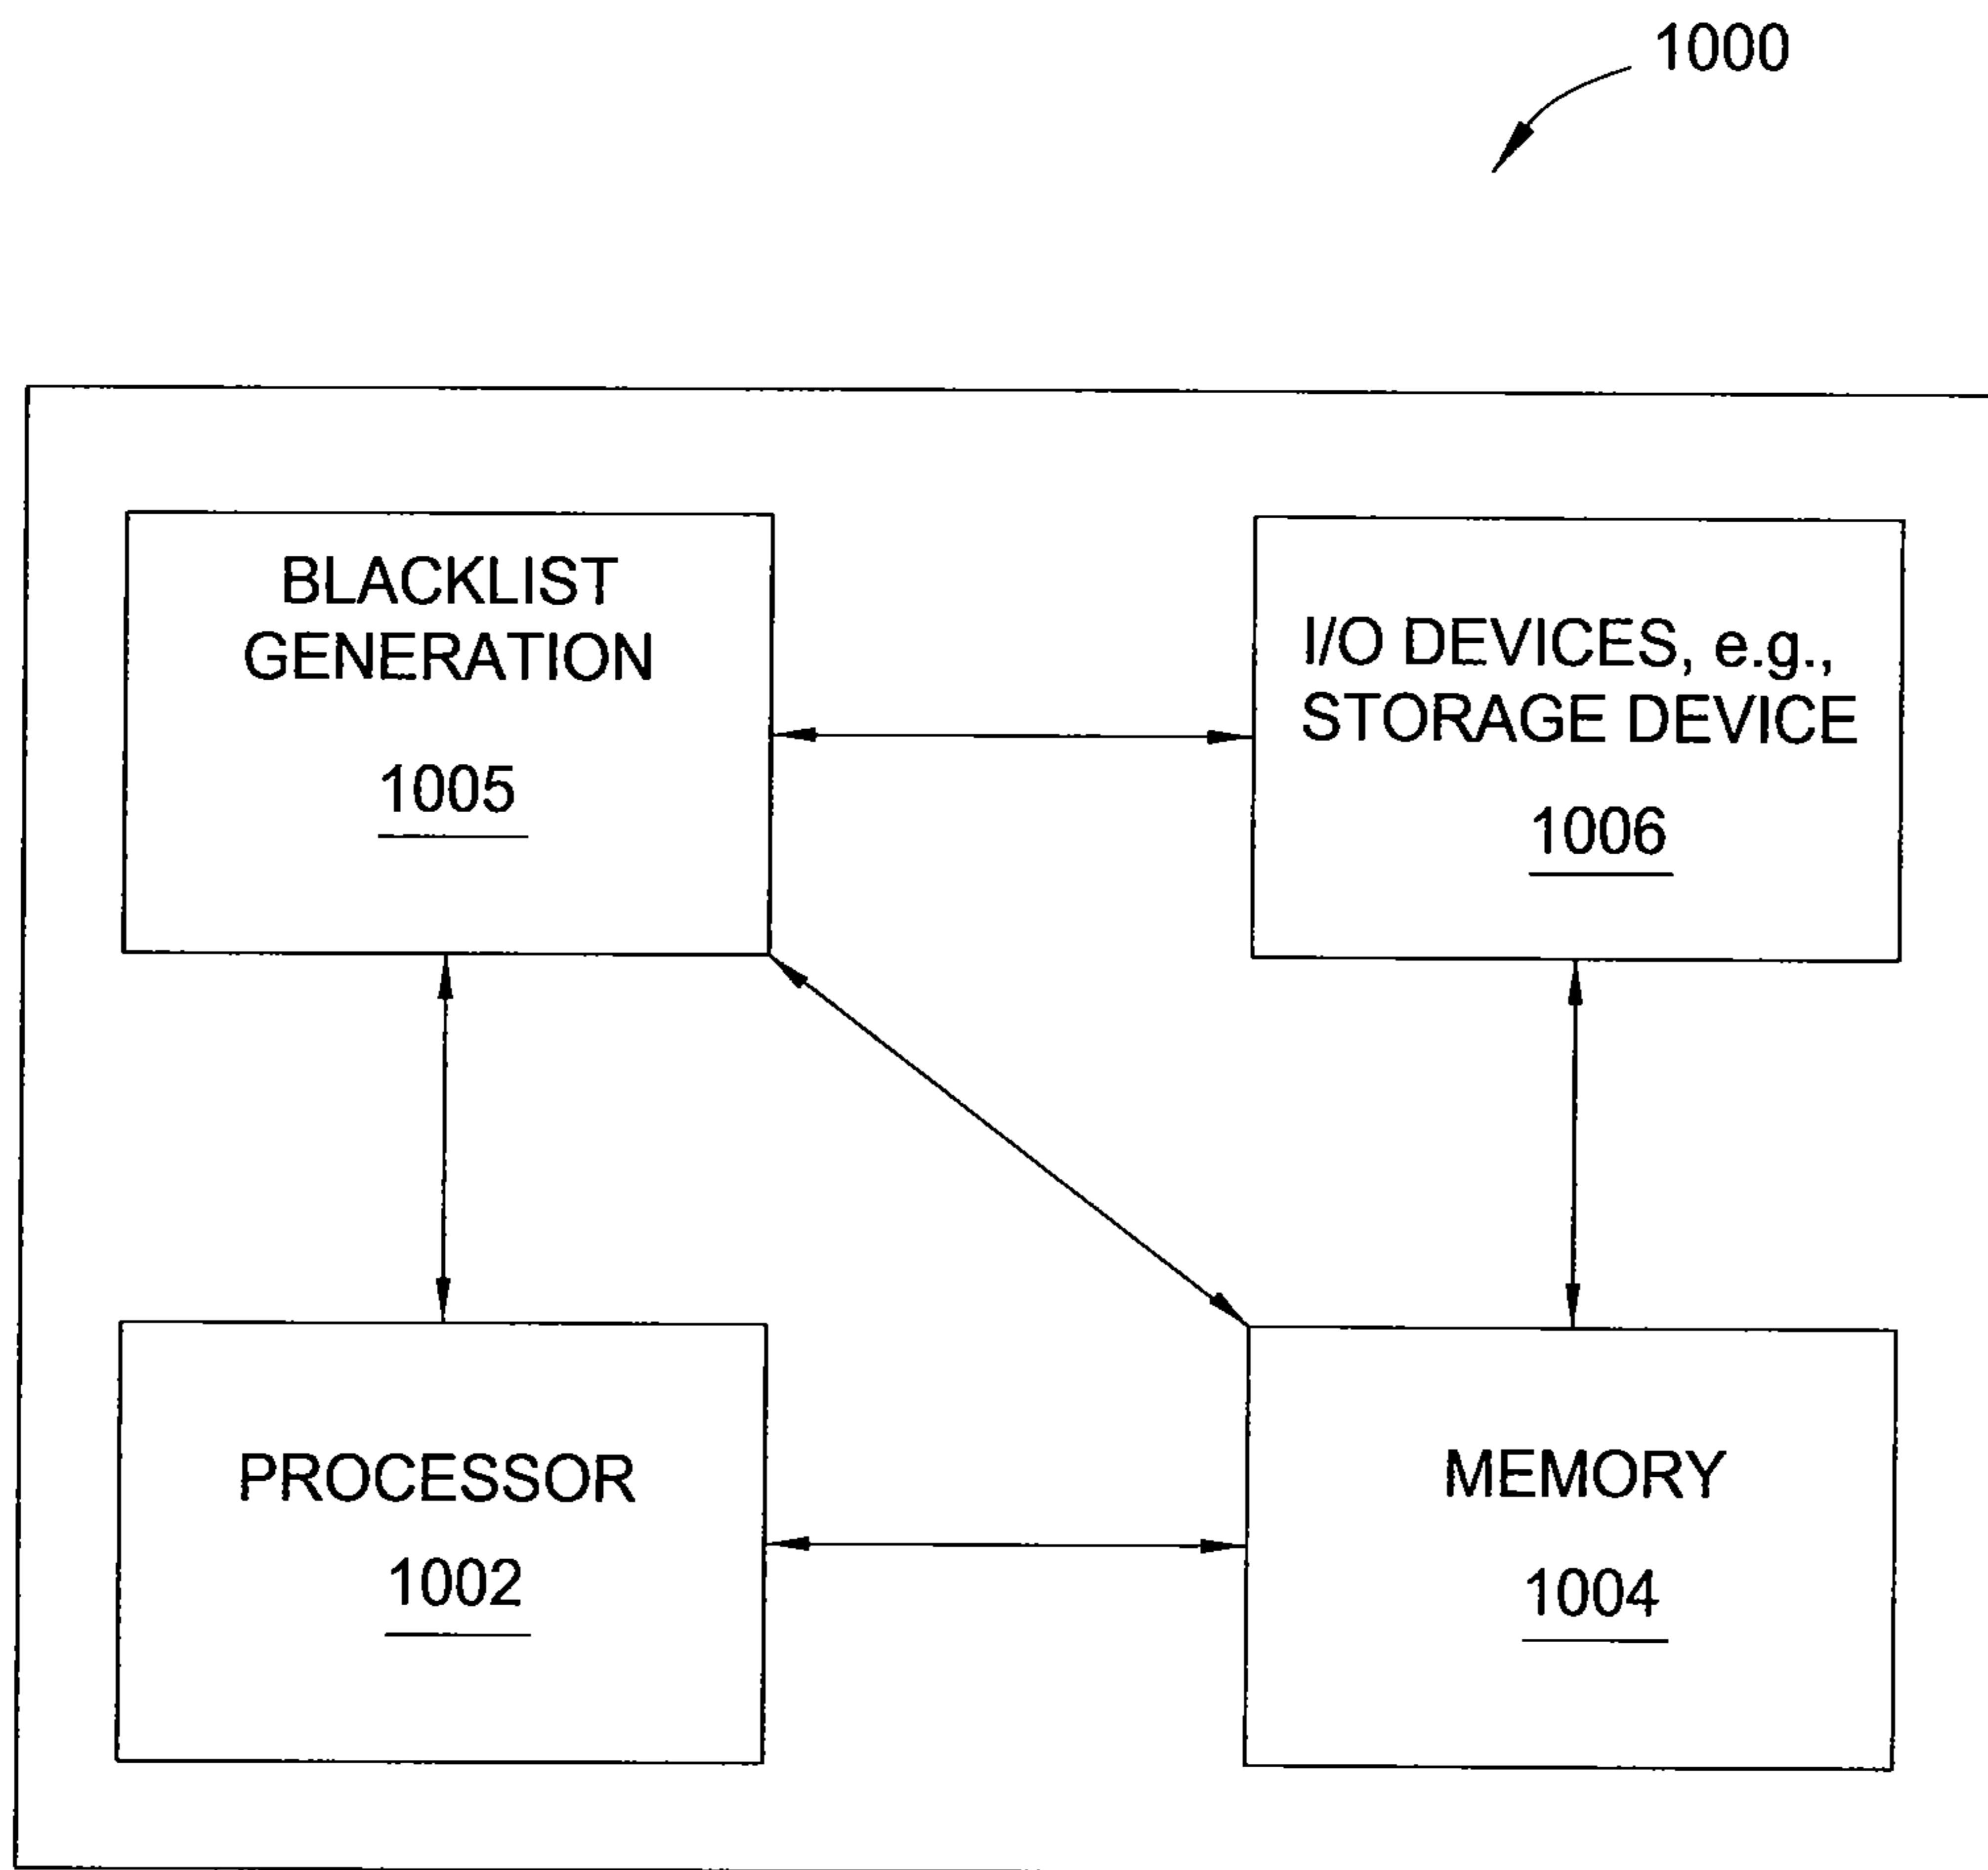 1000
BLACKLIST
GENERATION
1005
I/O DEVICES, e.g.,
STORAGE DEVICE
1006
PROCESSOR
1002
MEMORY
1004